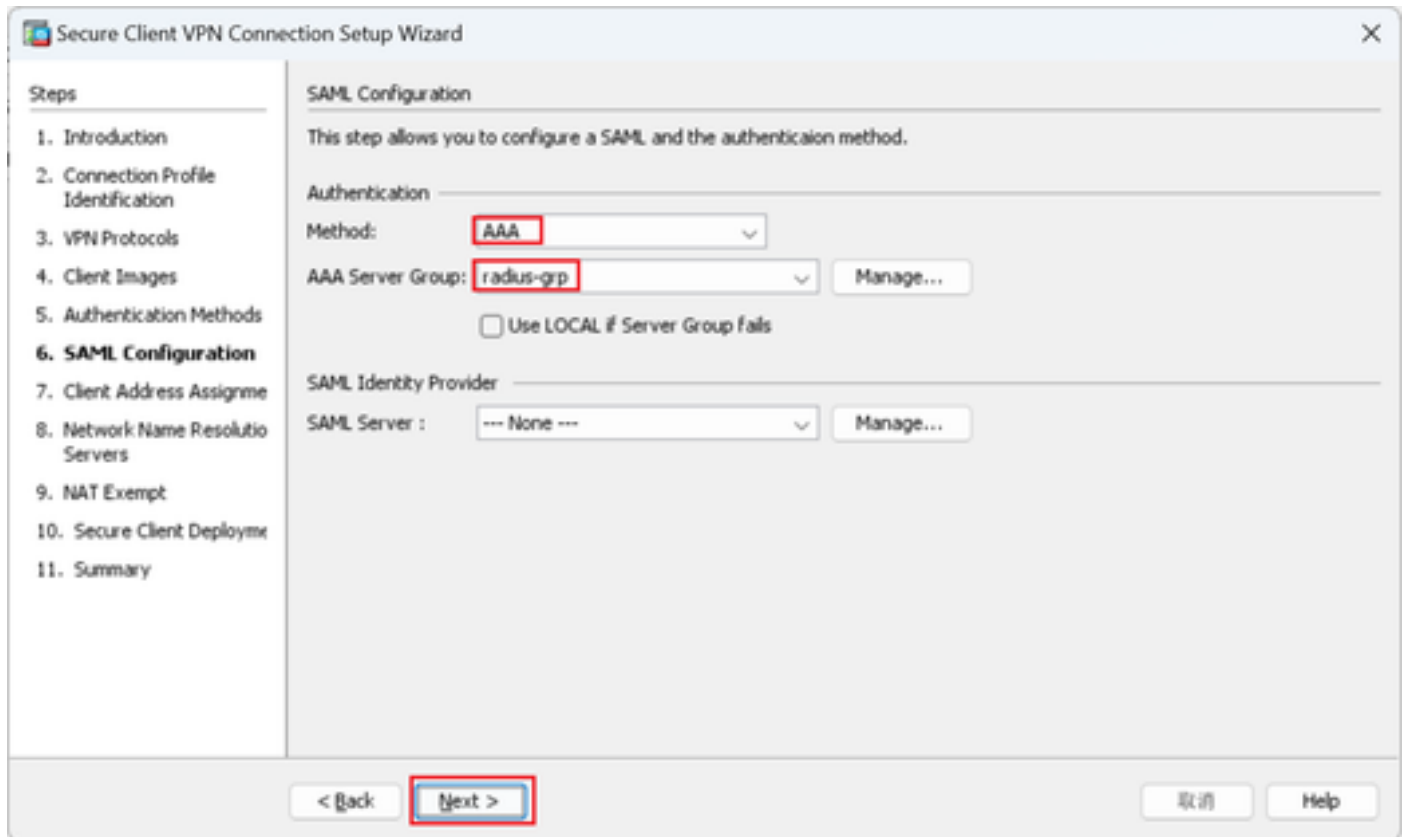 Secure Client VPN Connection Setup Wizard
Steps
1. Introduction
2. Connection Profile
Identification
3. VPN Protocols
4. Client Images
5. Authentication Methods
6. SAML Configuration
7. Client Address Assignme
8. Network Name Resolutio
Servers
9. NAT Exempt
10. Secure Client Deployme
11. Summary
SAML Configuration
This step allows you to configure a SAML and the authenticaion method.
Authentication
Method: AAA
AAA Server Group: radius-grp Manage...
Use LOCAL if Server Group fails
SAML Identity Provider
SAML Server : --- None --- Manage...
< Back Next > 取消 Help